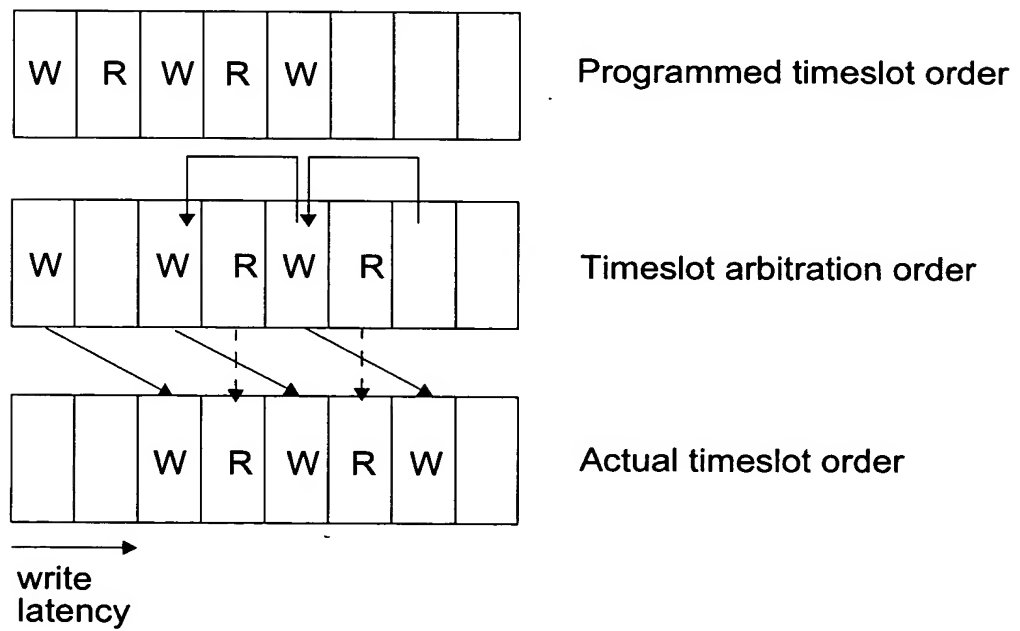 W R W R W
Programmed timeslot order
W W R W R
Timeslot arbitration order
W R W R W
Actual timeslot order
write
latency